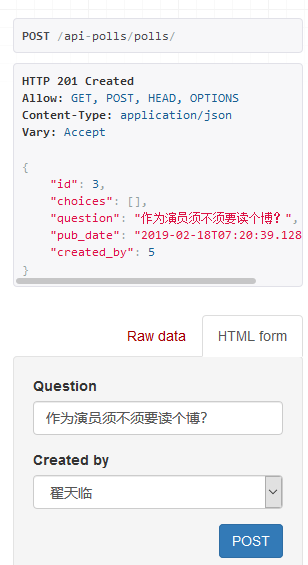 POST /api-polls/polls/
HTTP 201 Created
Allow: GET, POST, HEAD, OPTIONS
Content-Type: application/json
Vary: Accept
{
"id": 3,
"choices": [],
"question": "作为演员须不须要读个博?",
"pub_date": "2019-02-18T07:20:39.128
"created_by": 5
}
Raw data
HTML form
Question
作为演员须不须要读个博?
Created by
翟天临
POST